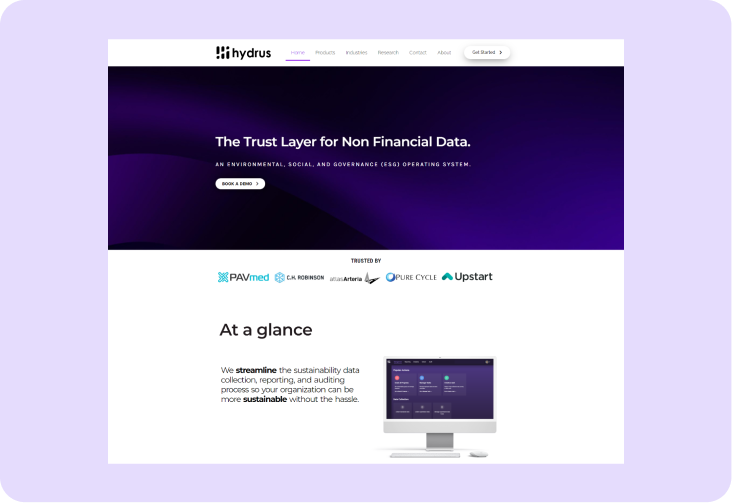 hydrus
Home Products Industries Research Contact About Get Started
The Trust Layer for Non Financial Data.
AN ENVIRONMENTAL, SOCIAL, AND GOVERNANCE (ESG) OPERATING SYSTEM.
BOOK A DEMO
TRUSTED BY
PAVmed C.H. ROBINSON atlasArteria PURE CYCLE Upstart
At a glance
We streamline the sustainability data
collection, reporting, and auditing
process so your organization can be
more sustainable without the hassle.